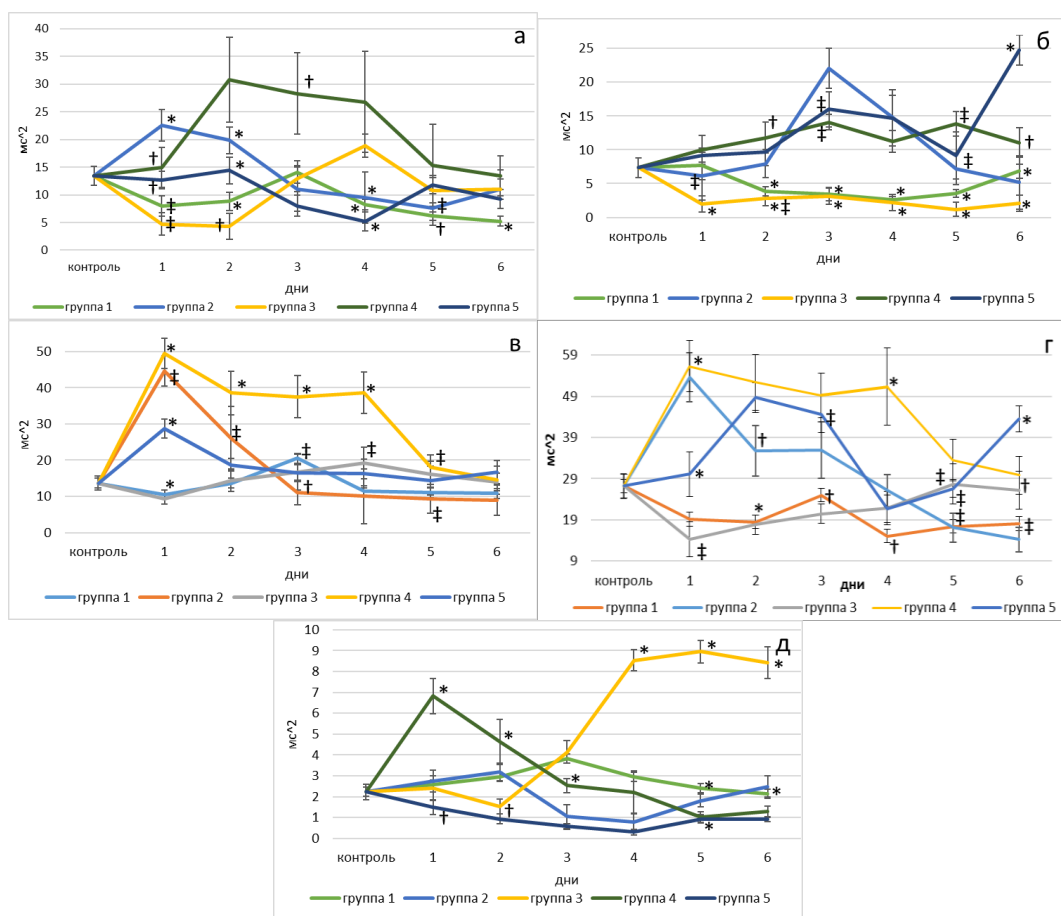 а
40
35
30
25
20
15
10
5
0
мс^2
* * * * * * * † † † † † ‡ ‡ ‡
контроль 1 2 3 4 5 6
дни
группа 1 группа 2 группа 3 группа 4 группа 5
б
25
20
15
10
5
0
мс^2
контроль 1 2 3 4 5 6
дни
группа 1 группа 2 группа 3 группа 4 группа 5
в
50
40
30
20
10
0
мс^2
контроль 1 2 3 4 5 6
дни
группа 1 группа 2 группа 3 группа 4 группа 5
г
59
49
39
29
19
9
мс^2
контроль 1 2 3 4 5 6
дни
группа 1 группа 2 группа 3 группа 4 группа 5
д
10
9
8
7
6
5
4
3
2
1
0
мс^2
контроль 1 2 3 4 5 6
дни
группа 1 группа 2 группа 3 группа 4 группа 5